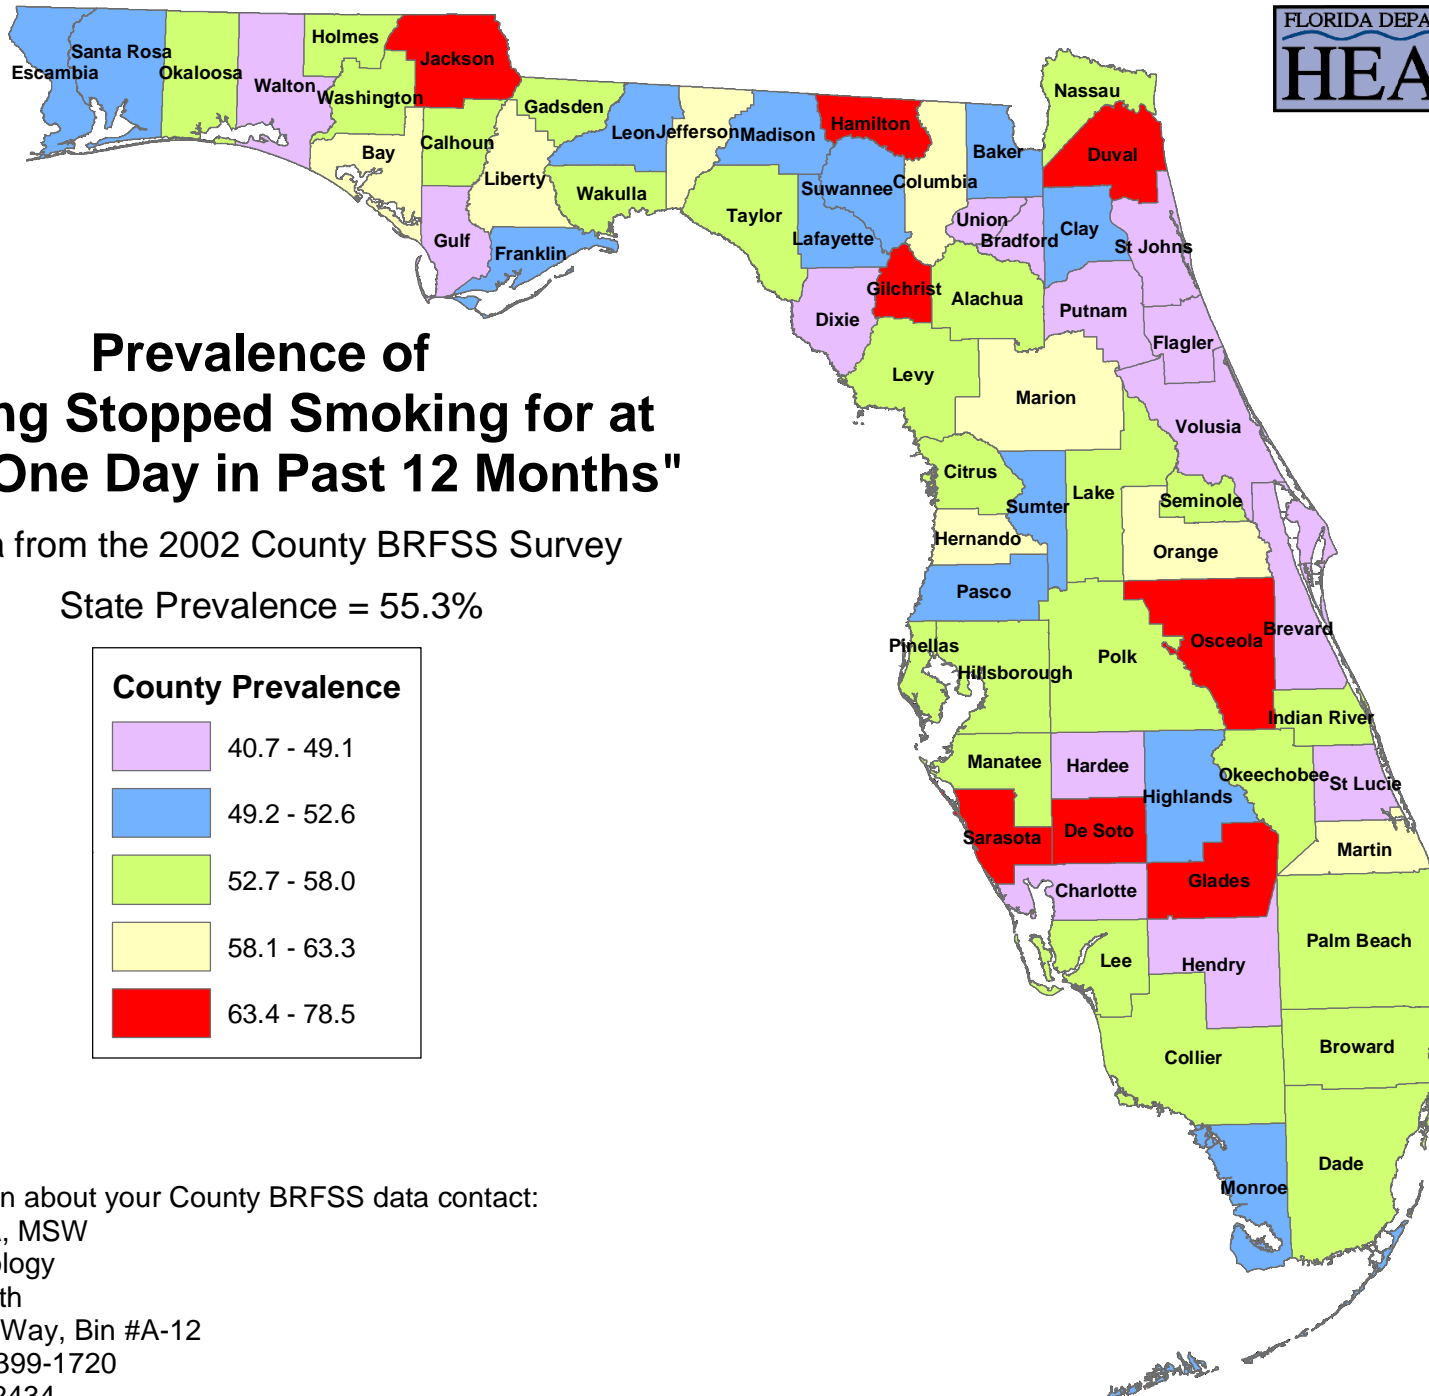 FLORIDA DEPA
HEA
Holmes
Jackson
Santa Rosa
Escambia
Okaloosa
Walton
Washington
Gadsden
Nassau
Leon
Jefferson
Madison
Hamilton
Bay
Calhoun
Baker
Duval
Liberty
Wakulla
Suwannee
Columbia
Taylor
Union
Bradford
Clay
St Johns
Gulf
Franklin
Lafayette
Gilchrist
Alachua
Dixie
Putnam
Flagler
Prevalence of
ng Stopped Smoking for at
One Day in Past 12 Months"
a from the 2002 County BRFSS Survey
State Prevalence = 55.3%
Levy
Marion
Volusia
Citrus
Lake
Seminole
Sumter
Hernando
Orange
Pasco
Brevard
Osceola
Pinellas
Polk
Hillsborough
Indian River
Manatee
Hardee
Okeechobee
St Lucie
Highlands
Sarasota
De Soto
Martin
Charlotte
Glades
Palm Beach
Lee
Hendry
Collier
Broward
Dade
Monroe
County Prevalence
40.7 - 49.1
49.2 - 52.6
52.7 - 58.0
58.1 - 63.3
63.4 - 78.5
n about your County BRFSS data contact:
, MSW
ology
th
Way, Bin #A-12
399-1720
2434